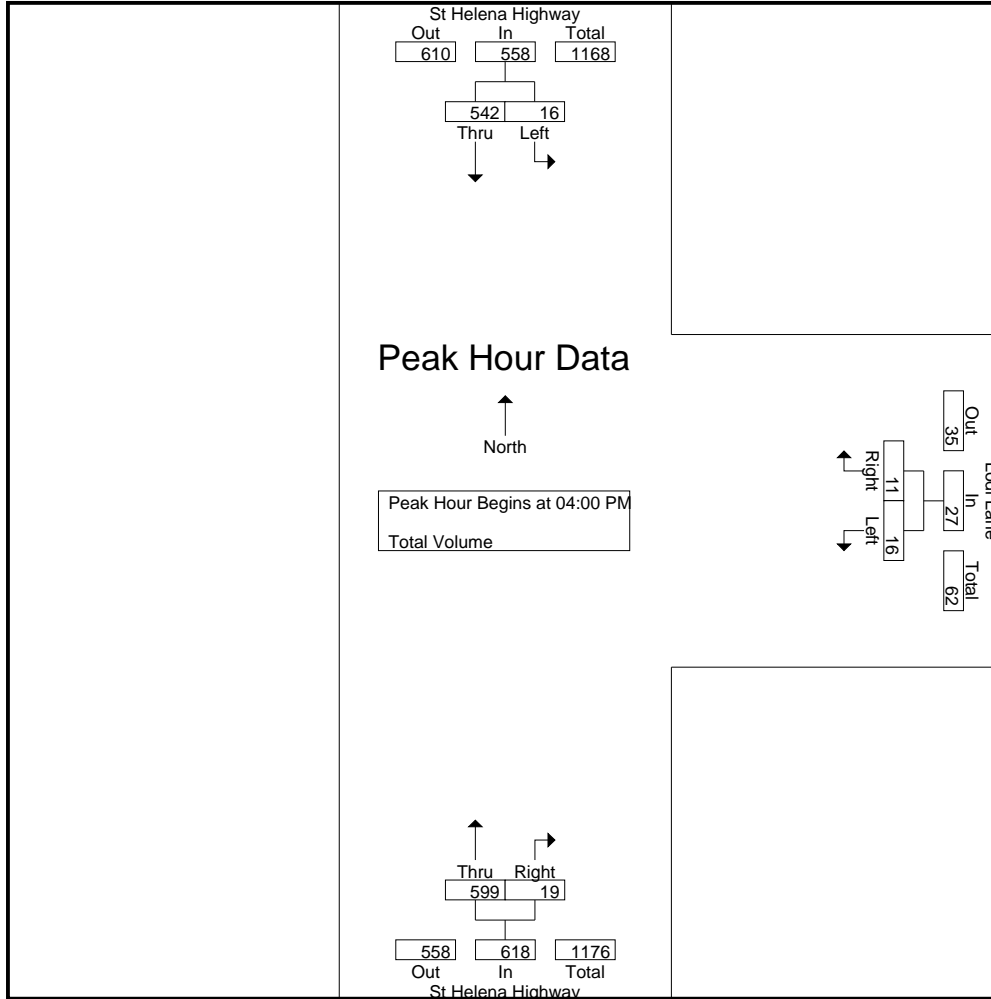 St Helena Highway
Out In Total
610 558 1168
542 16
Thru Left
Peak Hour Data
North
Peak Hour Begins at 04:00 PM
Total Volume
Out In Total
35 27 62
11 16
Right Left
Lane
Thru Right
599 19
558 618 1176
Out In Total
St Helena Highway